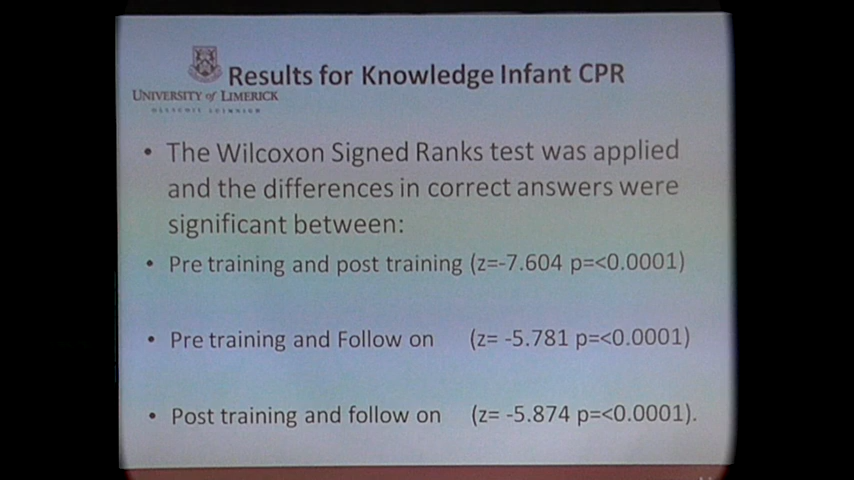 Results for Knowledge Infant CPR
UNIVERSITY of LIMERICK
• The Wilcoxon Signed Ranks test was applied
and the differences in correct answers were
significant between:
• Pre training and post training (z=-7.604 p=<0.0001)
• Pre training and Follow on (z= -5.781 p=<0.0001)
• Post training and follow on (z= -5.874 p=<0.0001).